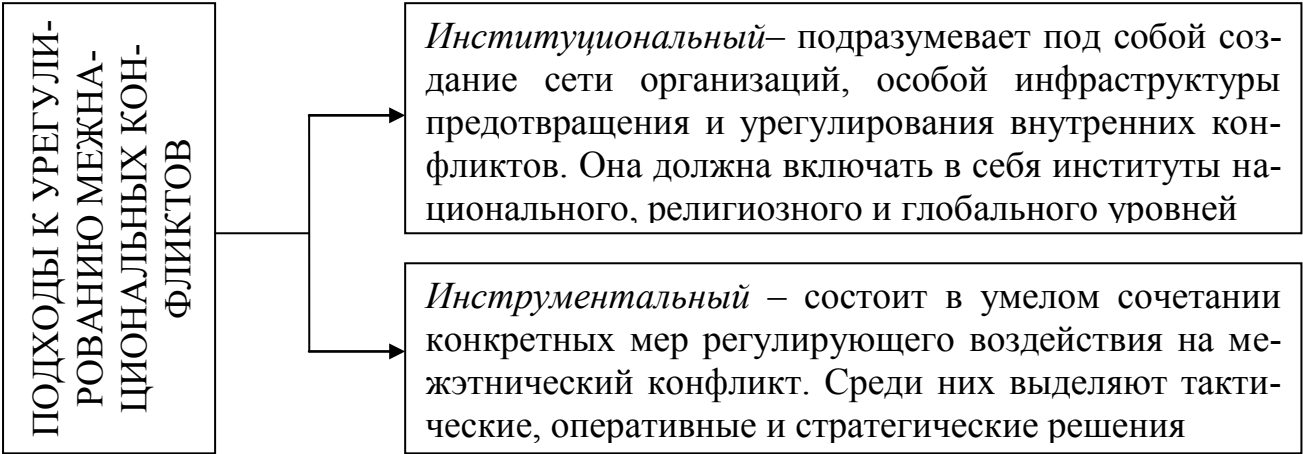 ПОДХОДЫ К УРЕГУЛИ-
РОВАНИЮ МЕЖНА-
ЦИОНАЛЬНЫХ КОН-
ФЛИКТОВ
Институциональный– подразумевает под собой соз-
дание сети организаций, особой инфраструктуры
предотвращения и урегулирования внутренних кон-
фликтов. Она должна включать в себя институты на-
ционального, религиозного и глобального уровней
Инструментальный – состоит в умелом сочетании
конкретных мер регулирующего воздействия на ме-
жэтнический конфликт. Среди них выделяют такти-
ческие, оперативные и стратегические решения